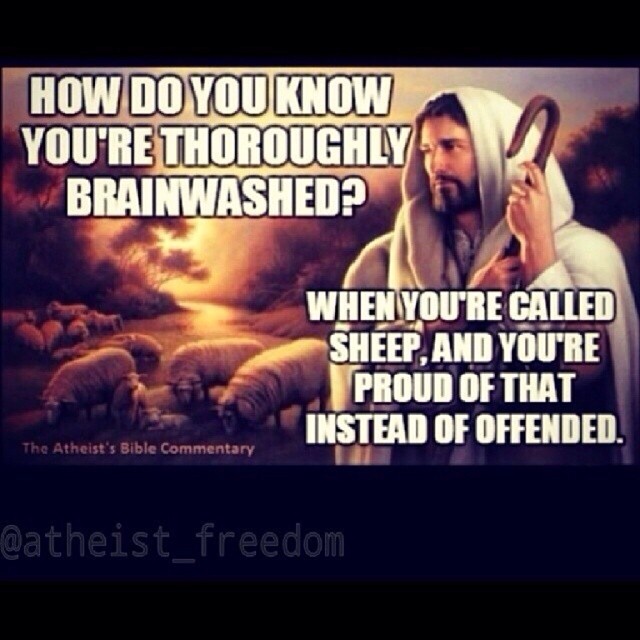 HOW DO YOU KNOW
YOU'RE THOROUGHLY
BRAINWASHED?
WHEN YOU'RE CALLED
SHEEP, AND YOU'RE
PROUD OF THAT
INSTEAD OF OFFENDED.
The Atheist's Bible Commentary
@atheist_freedom